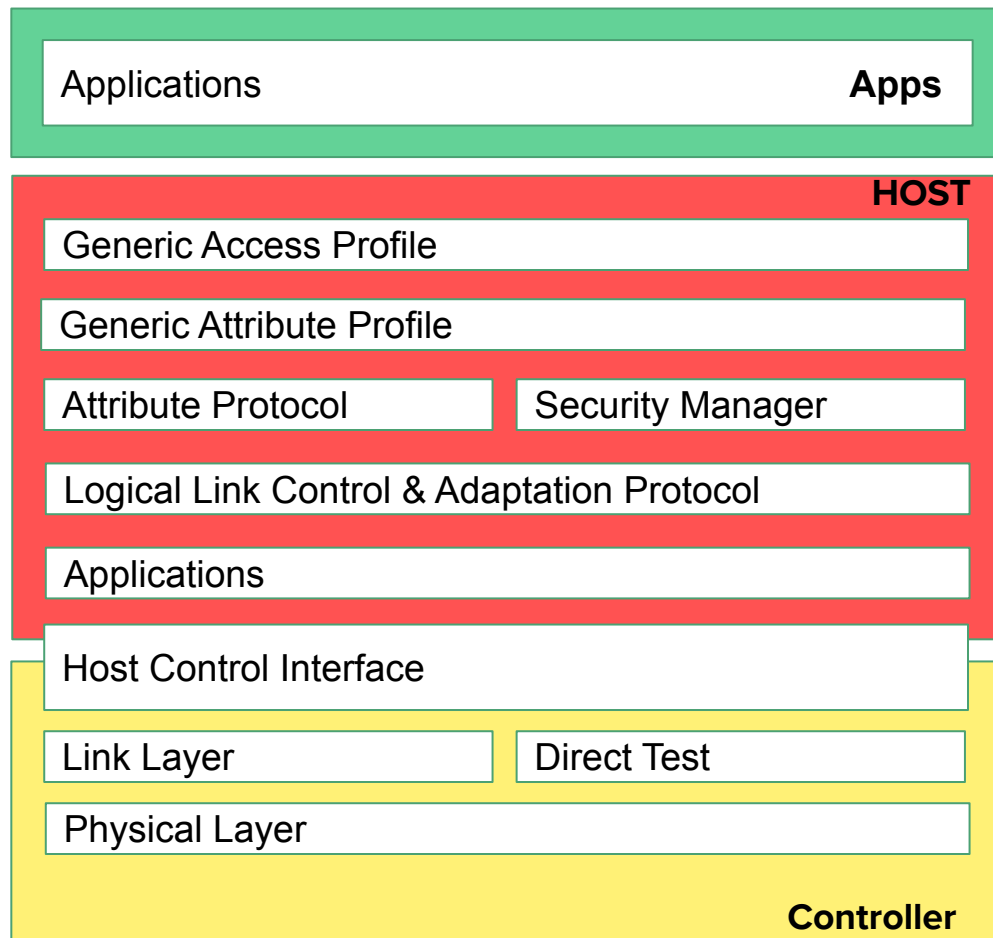 Applications Apps
HOST
Generic Access Profile
Generic Attribute Profile
Attribute Protocol Security Manager
Logical Link Control & Adaptation Protocol
Applications
Host Control Interface
Link Layer Direct Test
Physical Layer
Controller